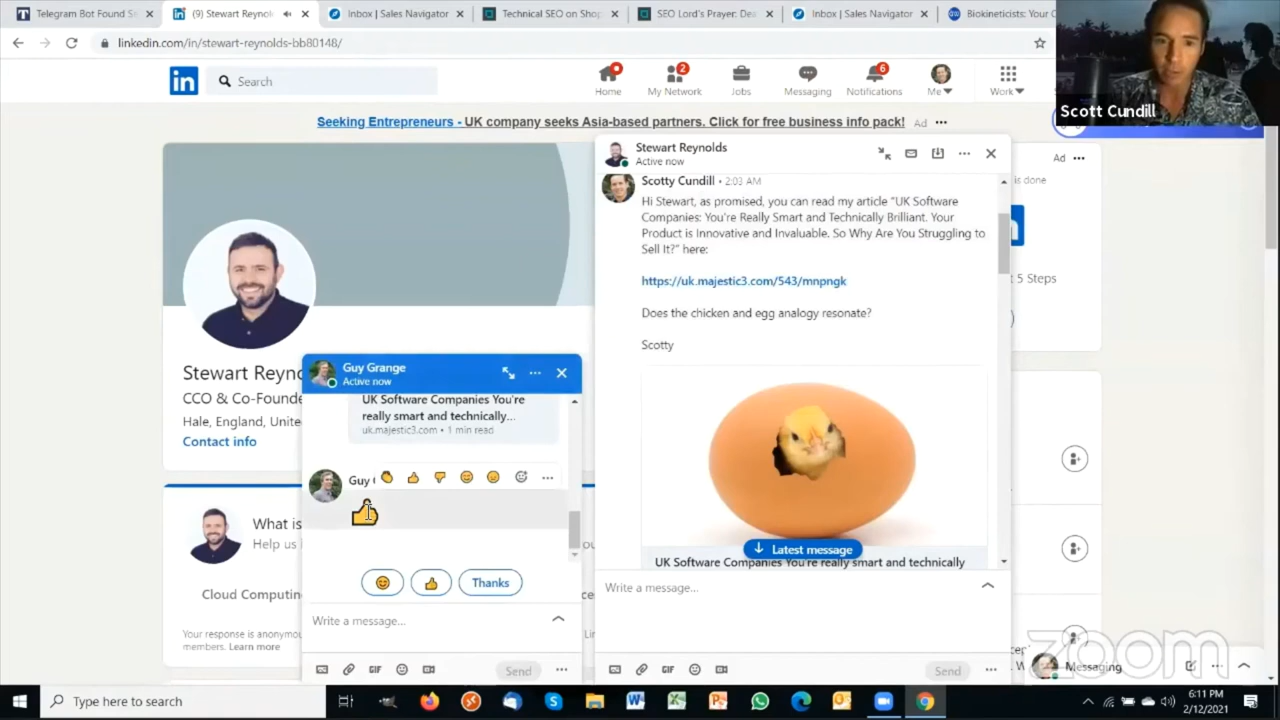 Telegram Bot Found Si
(9) Stewart Reynol
Inbox | Sales Navigator
Technical SEO on Shop
SEO Lord's Prayer: Dea
Inbox | Sales Navigator
Biokineticists: Your C
linkedin.com/in/stewart-reynolds-bb80148/
Scott Cundill
in
Search
2
6
Home
My Network
Jobs
Messaging
Notifications
Me
Work
Seeking Entrepreneurs - UK company seeks Asia-based partners. Click for free business info pack!
Ad
Stewart Reynolds
Active now
Ad
is done
Scotty Cundill • 2:03 AM
Hi Stewart, as promised, you can read my article "UK Software
Companies: You're Really Smart and Technically Brilliant. Your
Product is Innovative and Invaluable. So Why Are You Struggling to
Sell It?" here:
https://uk.majestic3.com/543/mnpngk
5 Steps
Does the chicken and egg analogy resonate?
Scotty
Stewart Reyno
CCO & Co-Founde
Hale, England, Unite
Contact info
Guy Grange
Active now
UK Software Companies You're
really smart and technically...
uk.majestic3.com • 1 min read
Guy
What is
Help us i
Latest message
UK Software Companies You're really smart and technically
Thanks
Cloud Computin
Write a message...
Write a message...
Your response is anonymo
members. Learn more
GIF
Send
GIF
Send
Messaging
zoom
Type here to search
6:11 PM
2/12/2021